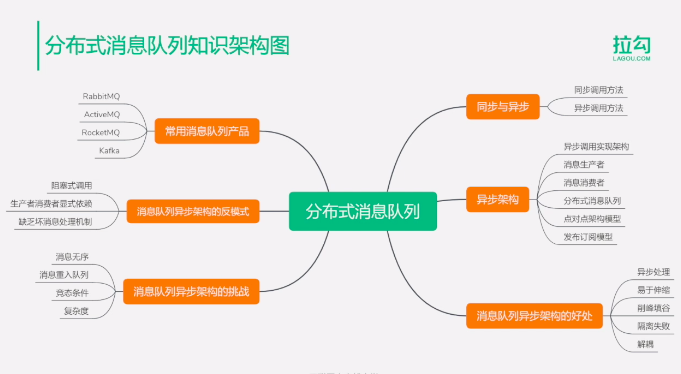 分布式消息队列知识架构图
拉勾
LAGOU.COM
分布式消息队列
同步与异步
同步调用方法
异步调用方法
异步架构
异步调用实现架构
消息生产者
消息消费者
分布式消息队列
点对点架构模型
发布订阅模型
消息队列异步架构的好处
异步处理
易于伸缩
削峰填谷
隔离失败
解耦
常用消息队列产品
RabbitMQ
ActiveMQ
RocketMQ
Kafka
消息队列异步架构的反模式
阻塞式调用
生产者消费者显式依赖
缺乏坏消息处理机制
消息队列异步架构的挑战
消息无序
消息重入队列
竞态条件
复杂度